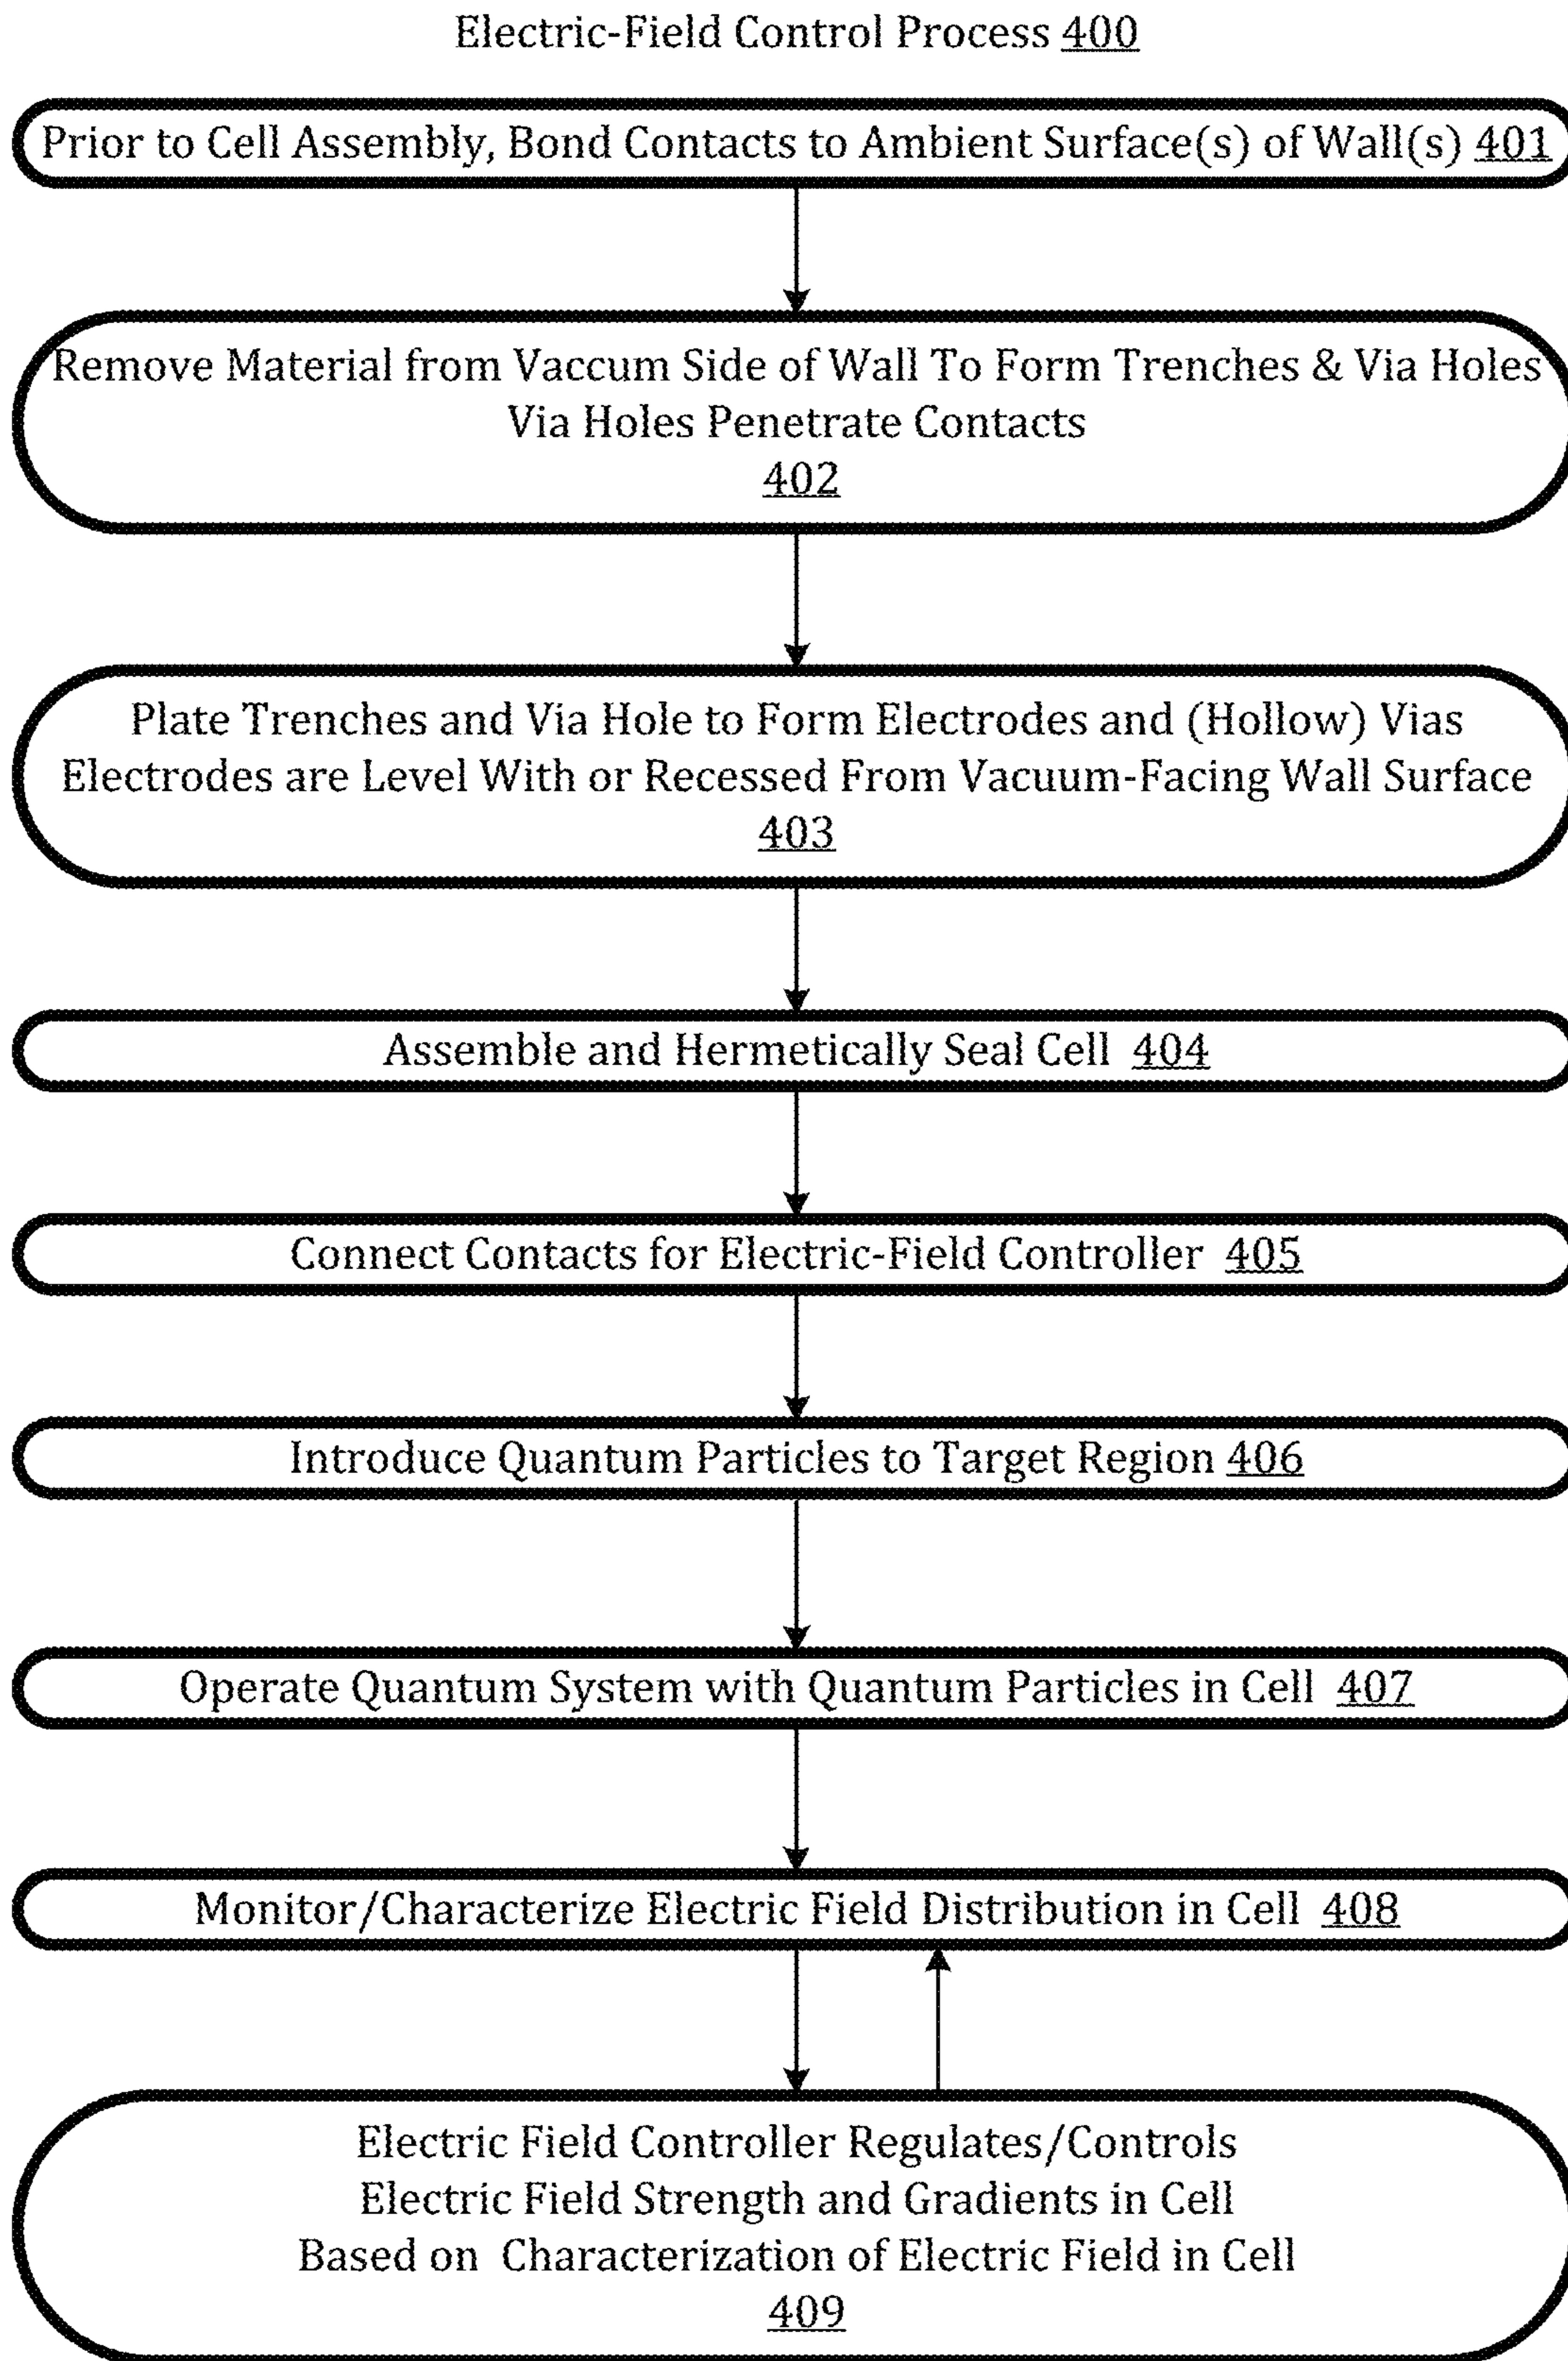 Electric-Field Control Process 400
Prior to Cell Assembly, Bond Contacts to Ambient Surface(s) of Wall(s) 401
Remove Material from Vaccum Side of Wall To Form Trenches & Via Holes
Via Holes Penetrate Contacts
402
Plate Trenches and Via Hole to Form Electrodes and (Hollow) Vias
Electrodes are Level With or Recessed From Vacuum-Facing Wall Surface
403
Assemble and Hermetically Seal Cell 404
Connect Contacts for Electric-Field Controller 405
Introduce Quantum Particles to Target Region 406
Operate Quantum System with Quantum Particles in Cell 407
Monitor/Characterize Electric Field Distribution in Cell 408
Electric Field Controller Regulates/Controls
Electric Field Strength and Gradients in Cell
Based on Characterization of Electric Field in Cell
409